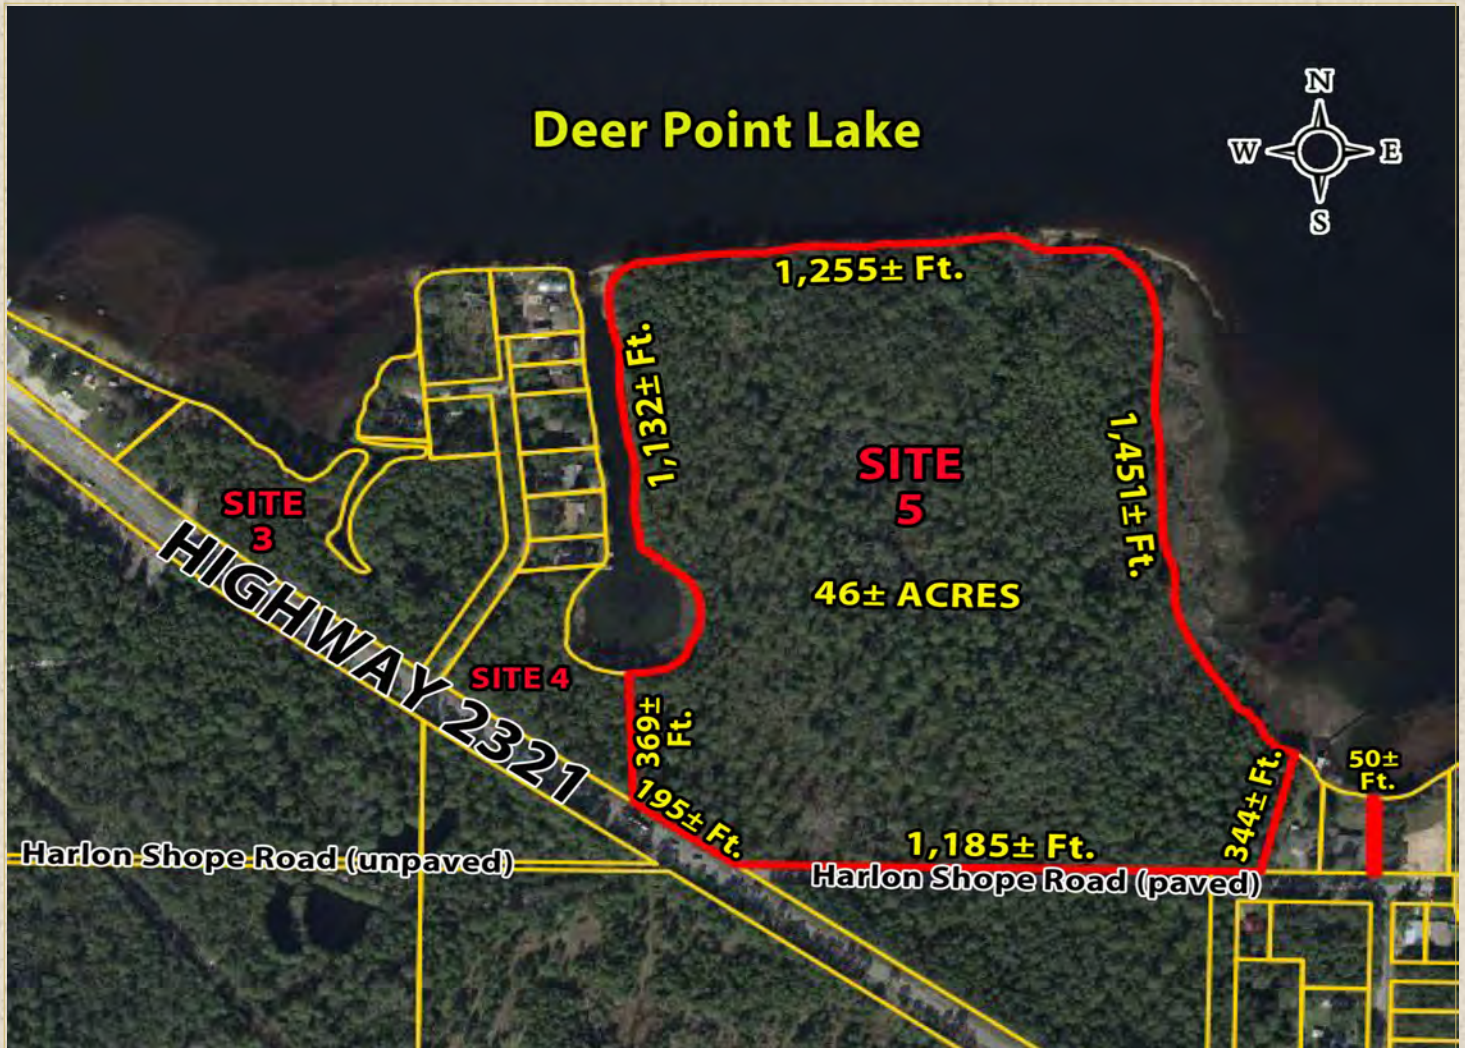 N
Deer Point Lake
W E
S
1,255± Ft.
1,132± Ft.
1,451± Ft.
SITE
5
SITE
3
46± ACRES
HIGHWAY 2321
SITE 4
369±
Ft.
195± Ft.
1,185± Ft.
344± Ft.
50±
Ft.
Harlon Shope Road (unpaved)
Harlon Shope Road (paved)